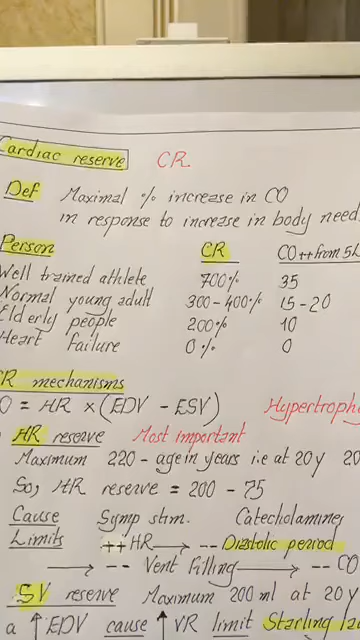 Cardiac reserve CR.
Def Maximal % increase in CO
in response to increase in body need
Person CR CO ++ from 5L
Well trained athlete 700% 35
Normal young adult 300-400% 15-20
Elderly people 200% 10
Heart failure 0% 0
CR mechanisms
= HR × (EDV - ESV) Hypertrophy
HR reserve Most important
Maximum 220 - age in years i.e at 20 y 20
So, HR reserve = 200 - 75
Cause Symp stim. Catecholamines
Limits ++HR → -- Diastolic period
→ -- Vent Filling → -- CO
SV reserve Maximum 200 ml at 20 y
a ↑ EDV cause ↑ VR limit Starling